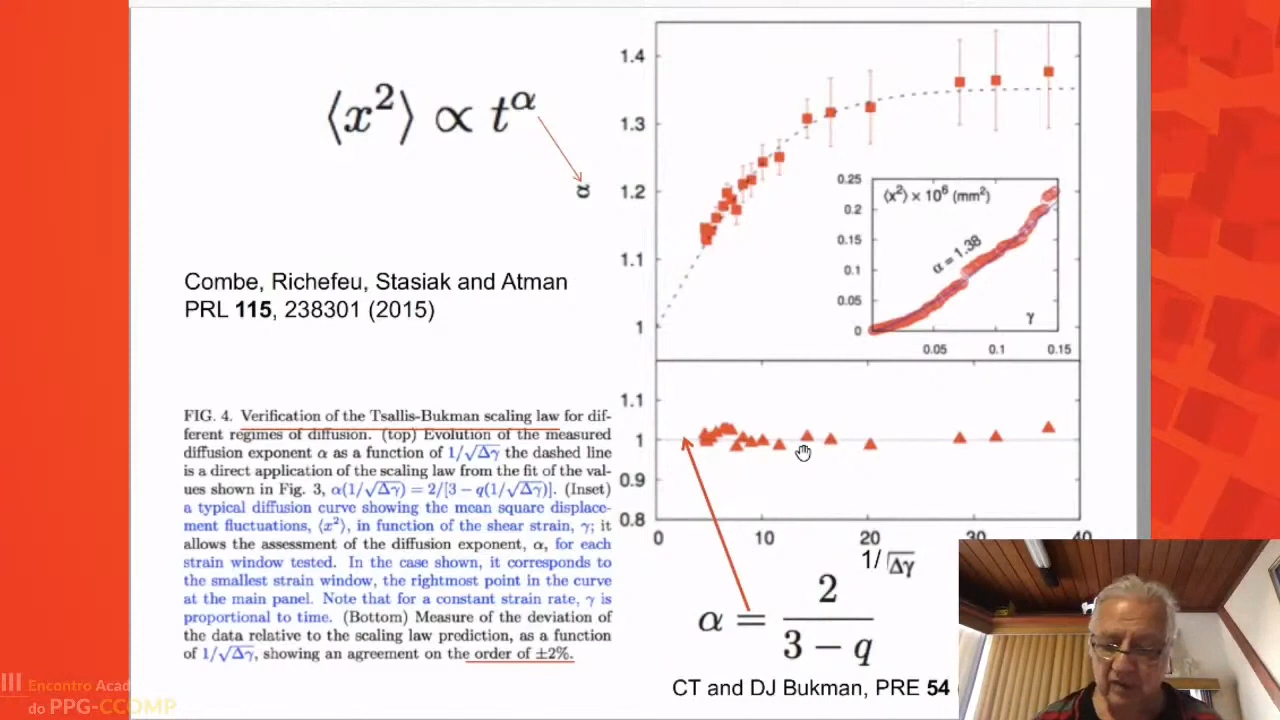 ⟨x²⟩ ∝ t^α
Combe, Richefeu, Stasiak and Atman
PRL 115, 238301 (2015)
FIG. 4. Verification of the Tsallis-Bukman scaling law for dif-
ferent regimes of diffusion. (top) Evolution of the measured
diffusion exponent α as a function of 1/√Δγ the dashed line
is a direct application of the scaling law from the fit of the val-
ues shown in Fig. 3, α(1/√Δγ) = 2/[3 − q(1/√Δγ)]. (Inset)
a typical diffusion curve showing the mean square displace-
ment fluctuations, ⟨x²⟩, in function of the shear strain, γ; it
allows the assessment of the diffusion exponent, α, for each
strain window tested. In the case shown, it corresponds to
the smallest strain window, the rightmost point in the curve
at the main panel. Note that for a constant strain rate, γ is
proportional to time. (Bottom) Measure of the deviation of
the data relative to the scaling law prediction, as a function
of 1/√Δγ, showing an agreement on the order of ±2%.
α
1.4
1.3
1.2
1.1
1
0.25
0.2
0.15
0.1
0.05
0
⟨x²⟩ × 10⁶ (mm²)
α = 1.38
γ
0.05 0.1 0.15
1.1
1
0.9
0.8
0 10 20 30 40
1/√Δγ
α = 2 / (3 − q)
CT and DJ Bukman, PRE 54
III Encontro Acad
do PPG-CCOMP